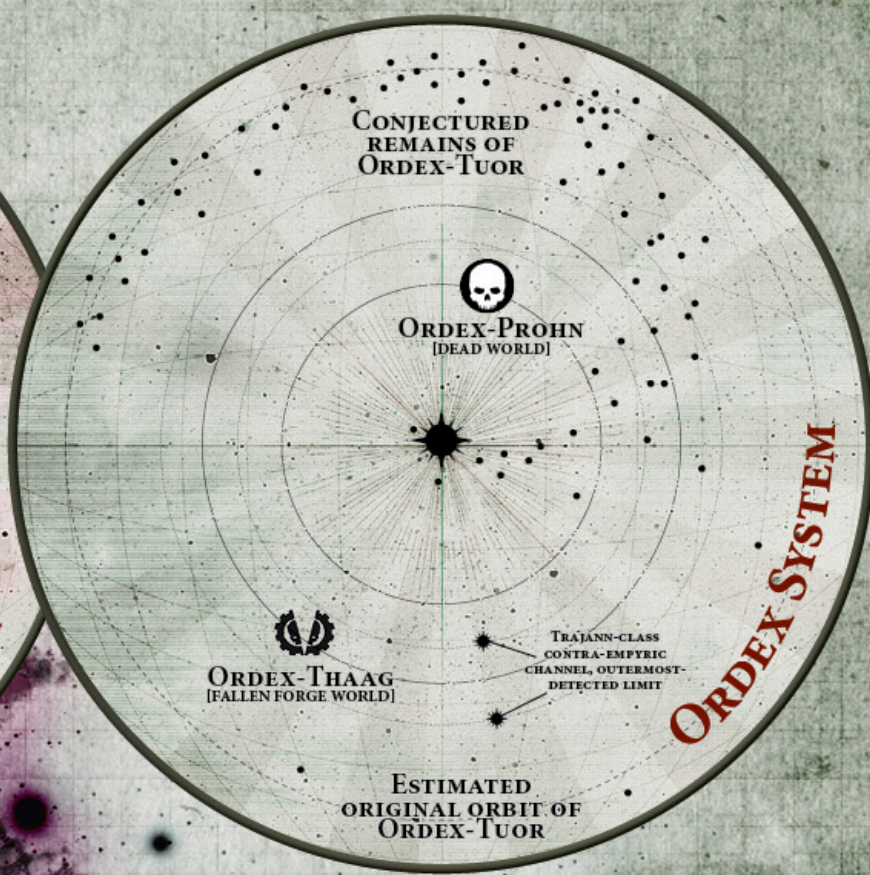 Conjectured
remains of
Ordex-Tuor
Ordex-Prohn
[DEAD WORLD]
Ordex System
Trajann-class
contra-empyric
channel, outermost-
detected limit
Ordex-Thaag
[FALLEN FORGE WORLD]
Estimated
original orbit of
Ordex-Tuor